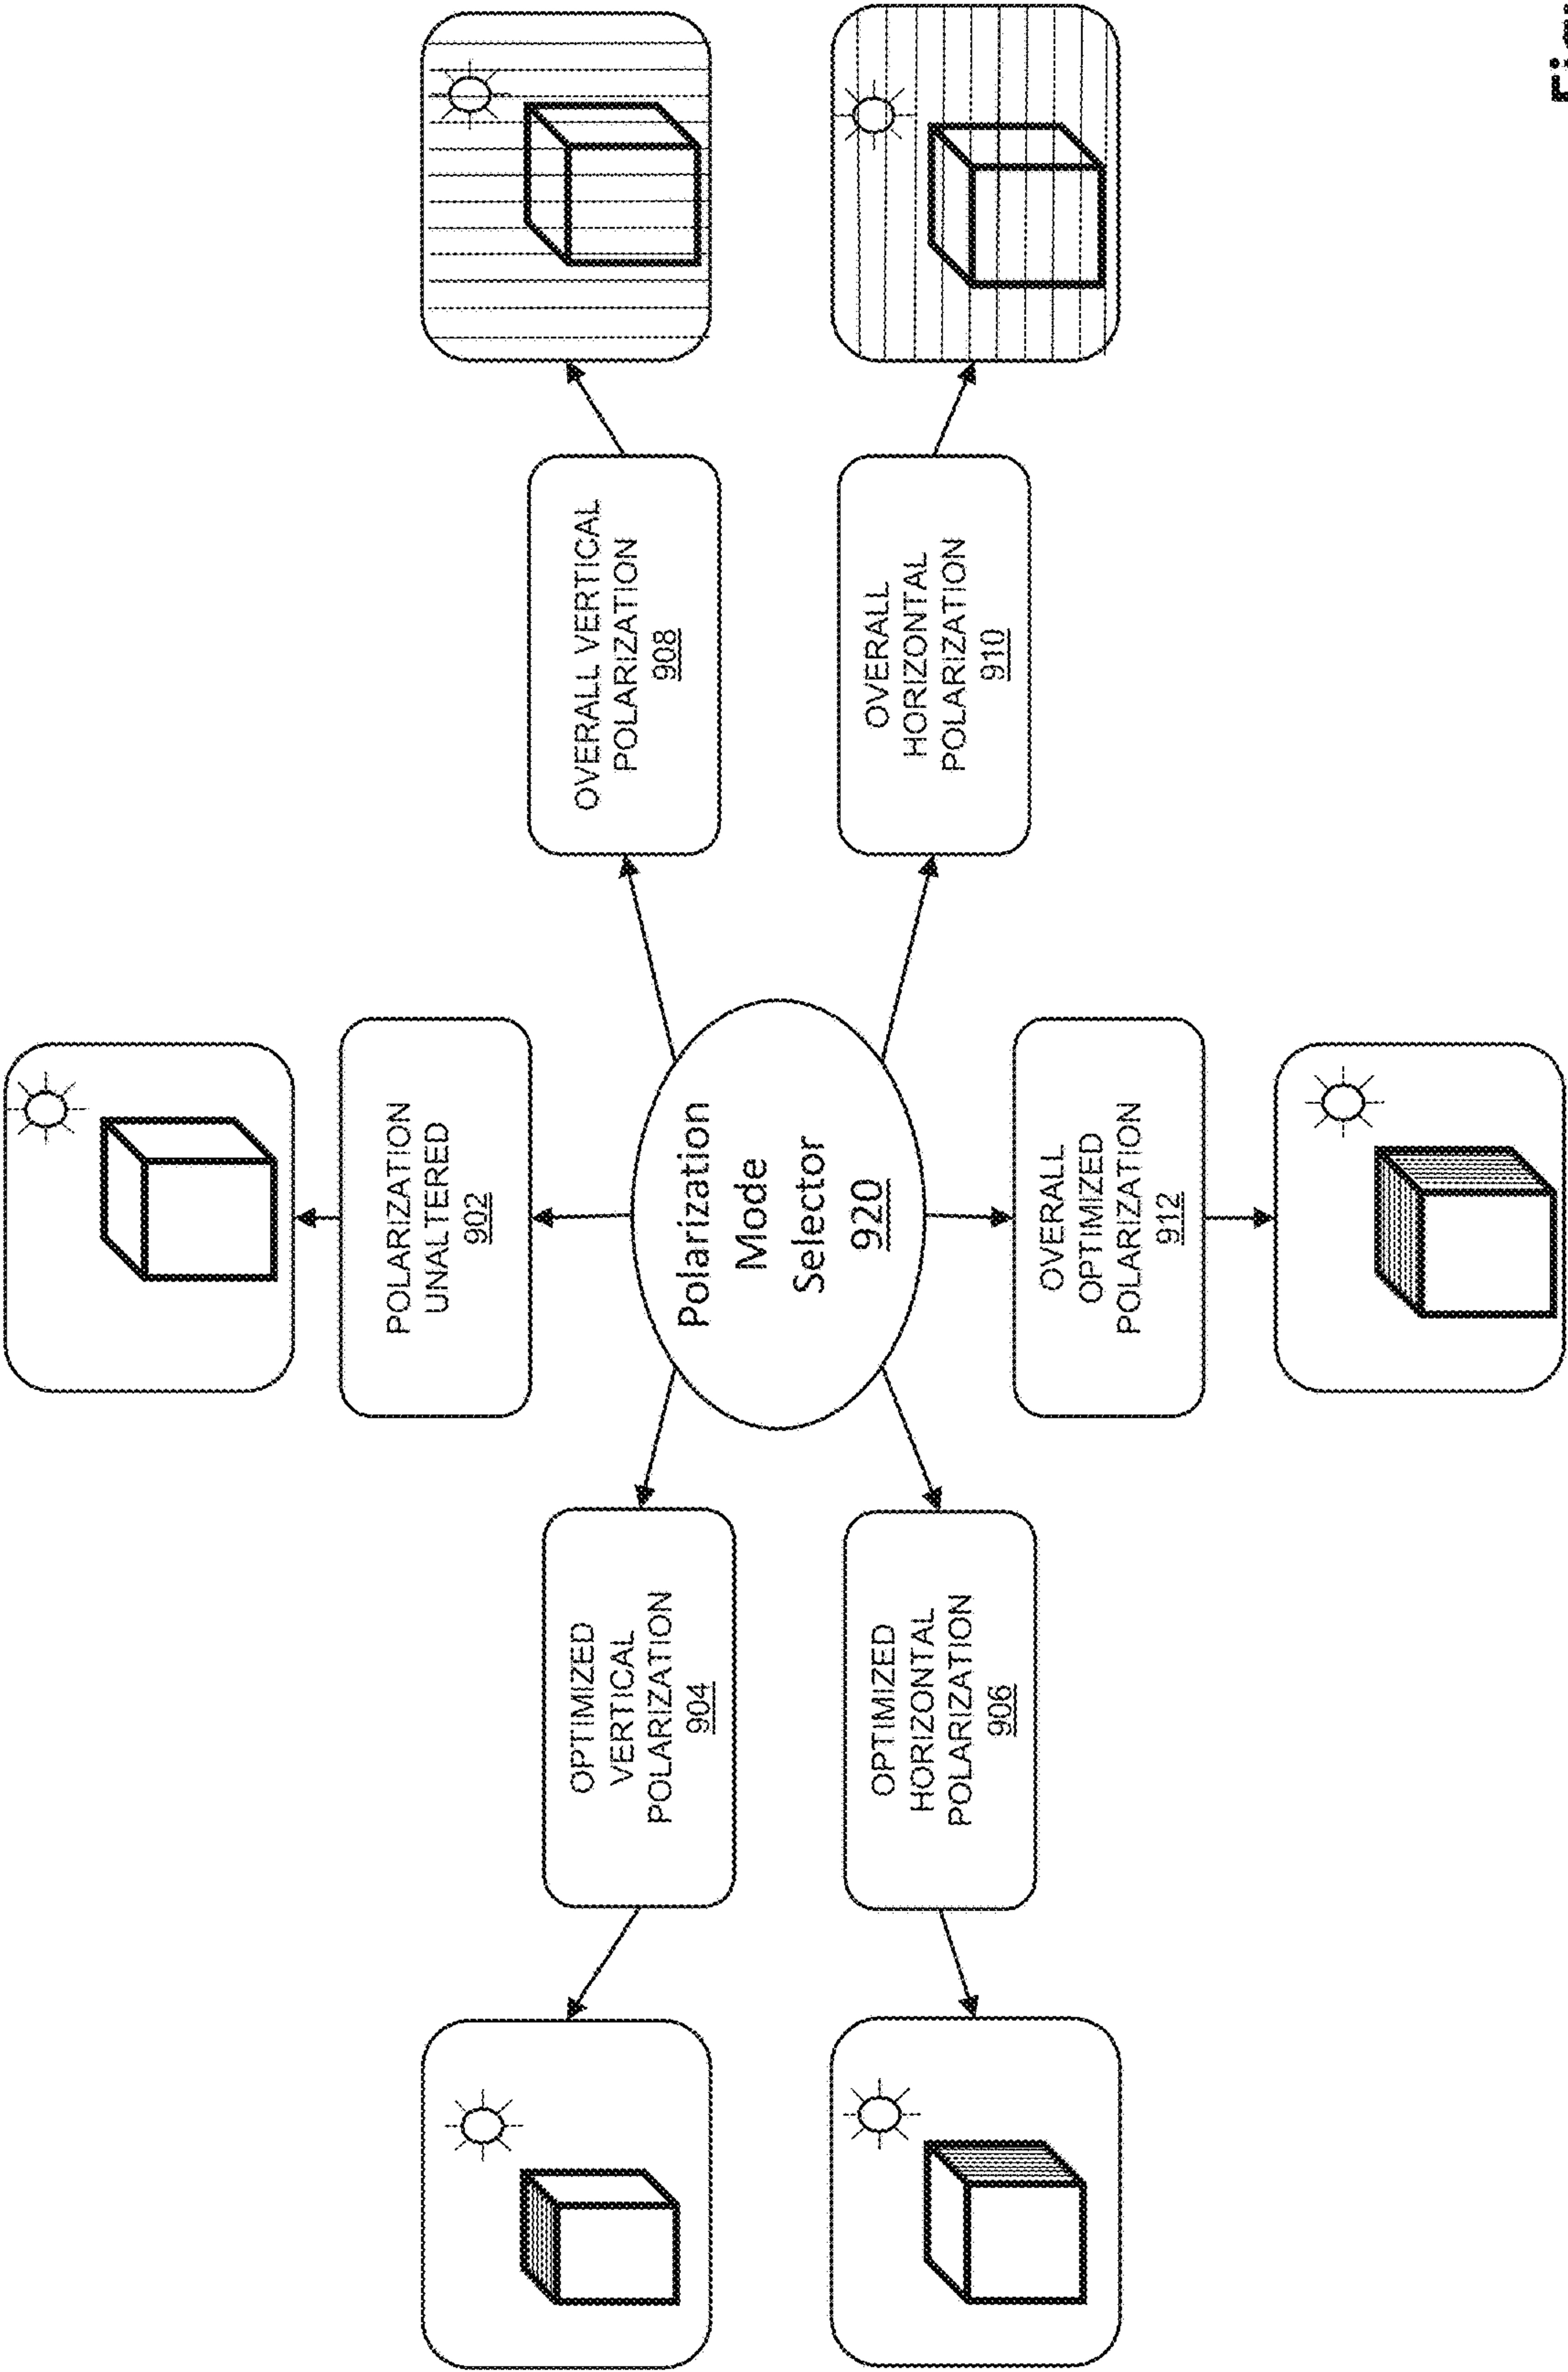 POLARIZATION
UNALTERED
902
OPTIMIZED
VERTICAL
POLARIZATION
904
OVERALL VERTICAL
POLARIZATION
908
Polarization
Mode
Selector
920
OPTIMIZED
HORIZONTAL
POLARIZATION
906
OVERALL
HORIZONTAL
POLARIZATION
910
OVERALL
OPTIMIZED
POLARIZATION
912